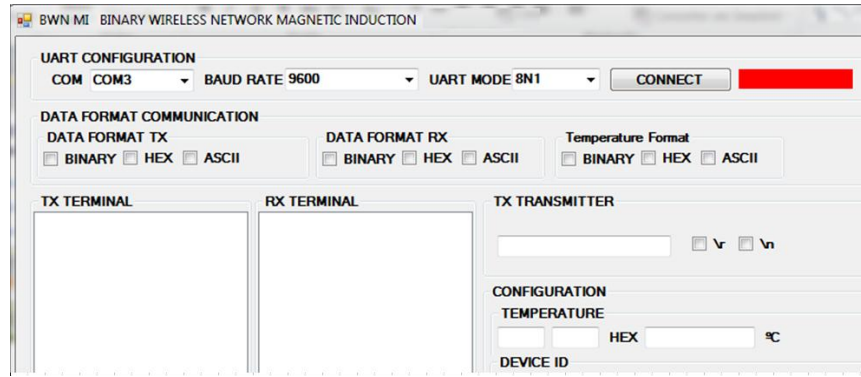 BWN MI BINARY WIRELESS NETWORK MAGNETIC INDUCTION
UART CONFIGURATION
COM COM3 BAUD RATE 9600 UART MODE 8N1 CONNECT
DATA FORMAT COMMUNICATION
DATA FORMAT TX DATA FORMAT RX Temperature Format
BINARY HEX ASCII BINARY HEX ASCII BINARY HEX ASCII
TX TERMINAL RX TERMINAL TX TRANSMITTER
\r \n
CONFIGURATION
TEMPERATURE
HEX ºC
DEVICE ID